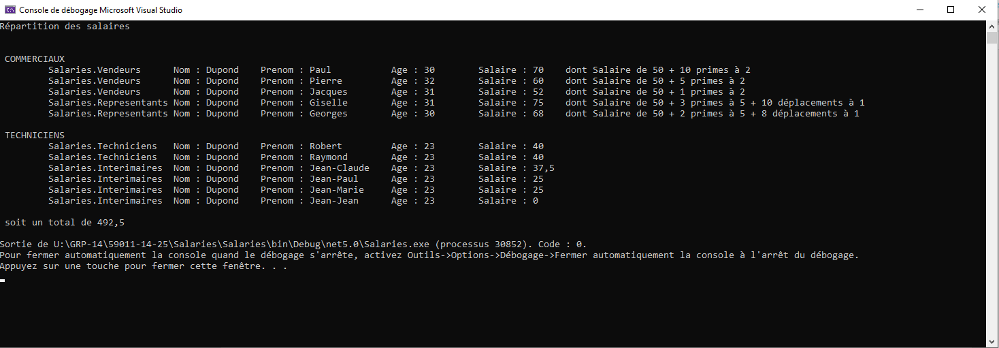 Console de débogage Microsoft Visual Studio
Répartition des salaires
COMMERCIAUX
Salaries.Vendeurs Nom : Dupond Prenom : Paul Age : 30 Salaire : 70 dont Salaire de 50 + 10 primes à 2
Salaries.Vendeurs Nom : Dupond Prenom : Pierre Age : 32 Salaire : 60 dont Salaire de 50 + 5 primes à 2
Salaries.Vendeurs Nom : Dupond Prenom : Jacques Age : 31 Salaire : 52 dont Salaire de 50 + 1 primes à 2
Salaries.Representants Nom : Dupond Prenom : Giselle Age : 31 Salaire : 75 dont Salaire de 50 + 3 primes à 5 + 10 déplacements à 1
Salaries.Representants Nom : Dupond Prenom : Georges Age : 30 Salaire : 68 dont Salaire de 50 + 2 primes à 5 + 8 déplacements à 1
TECHNICIENS
Salaries.Techniciens Nom : Dupond Prenom : Robert Age : 23 Salaire : 40
Salaries.Techniciens Nom : Dupond Prenom : Raymond Age : 23 Salaire : 40
Salaries.Interimaires Nom : Dupond Prenom : Jean-Claude Age : 23 Salaire : 37,5
Salaries.Interimaires Nom : Dupond Prenom : Jean-Paul Age : 23 Salaire : 25
Salaries.Interimaires Nom : Dupond Prenom : Jean-Marie Age : 23 Salaire : 25
Salaries.Interimaires Nom : Dupond Prenom : Jean-Jean Age : 23 Salaire : 0
soit un total de 492,5
Sortie de U:\GRP-14\59011-14-25\Salaries\Salaries\bin\Debug\net5.0\Salaries.exe (processus 30852). Code : 0.
Pour fermer automatiquement la console quand le débogage s'arrête, activez Outils->Options->Débogage->Fermer automatiquement la console à l'arrêt du débogage.
Appuyez sur une touche pour fermer cette fenêtre. . .